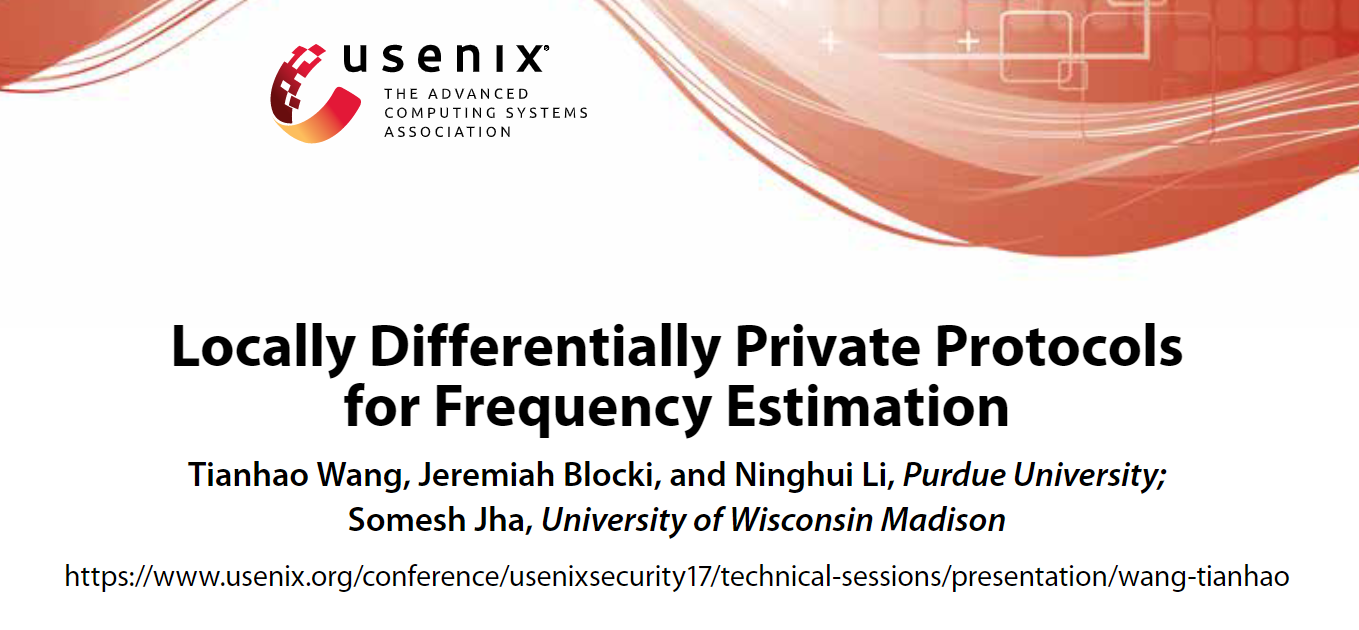 usenix®
THE ADVANCED
COMPUTING SYSTEMS
ASSOCIATION
Locally Differentially Private Protocols
for Frequency Estimation
Tianhao Wang, Jeremiah Blocki, and Ninghui Li, Purdue University;
Somesh Jha, University of Wisconsin Madison
https://www.usenix.org/conference/usenixsecurity17/technical-sessions/presentation/wang-tianhao